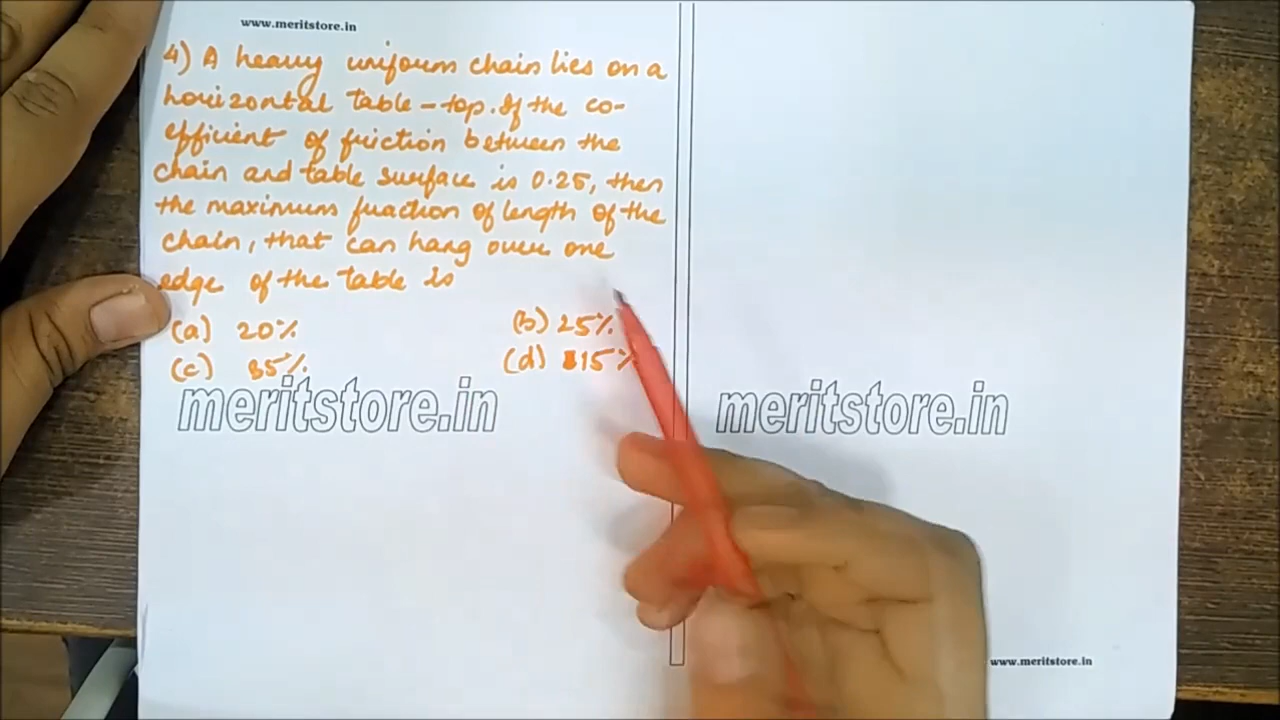 www.meritstore.in
4) A heavy uniform chain lies on a
horizontal table-top. If the co-
efficient of friction between the
chain and table surface is 0.25, then
the maximum fraction of length of the
chain, that can hang over one
edge of the table is
(a) 20% (b) 25%
(c) 35% (d) 15%
meritstore.in meritstore.in
www.meritstore.in